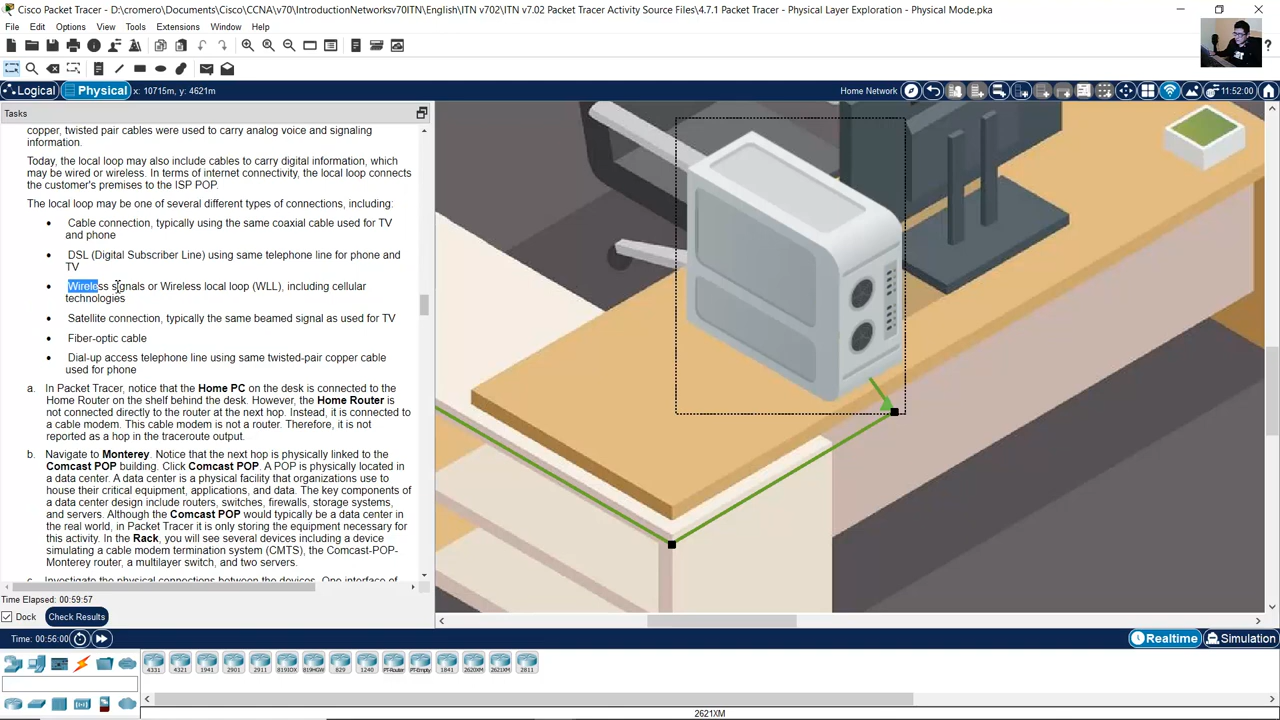 Cisco Packet Tracer - D:\cromero\Documents\Cisco\CCNA\v70\IntroductionNetworksv70ITN\English\ITN v702\ITN v7.02 Packet Tracer Activity Source Files\4.7.1 Packet Tracer - Physical Layer Exploration - Physical Mode.pka
File Edit Options View Tools Extensions Window Help
Logical Physical x: 10715m, y: 4621m Home Network 11:52:00
Tasks
copper, twisted pair cables were used to carry analog voice and signaling
information.
Today, the local loop may also include cables to carry digital information, which
may be wired or wireless. In terms of internet connectivity, the local loop connects
the customer's premises to the ISP POP.
The local loop may be one of several different types of connections, including:
• Cable connection, typically using the same coaxial cable used for TV
and phone
• DSL (Digital Subscriber Line) using same telephone line for phone and
TV
• Wireless signals or Wireless local loop (WLL), including cellular
technologies
• Satellite connection, typically the same beamed signal as used for TV
• Fiber-optic cable
• Dial-up access telephone line using same twisted-pair copper cable
used for phone
a. In Packet Tracer, notice that the Home PC on the desk is connected to the
Home Router on the shelf behind the desk. However, the Home Router is
not connected directly to the router at the next hop. Instead, it is connected to
a cable modem. This cable modem is not a router. Therefore, it is not
reported as a hop in the traceroute output.
b. Navigate to Monterey. Notice that the next hop is physically linked to the
Comcast POP building. Click Comcast POP. A POP is physically located in
a data center. A data center is a physical facility that organizations use to
house their critical equipment, applications, and data. The key components of
a data center design include routers, switches, firewalls, storage systems,
and servers. Although the Comcast POP would typically be a data center in
the real world, in Packet Tracer it is only storing the equipment necessary for
this activity. In the Rack, you will see several devices including a device
simulating a cable modem termination system (CMTS), the Comcast-POP-
Monterey router, a multilayer switch, and two servers.
c. Investigate the physical connections between the devices. One interface of
Time Elapsed: 00:59:57
Dock Check Results
Time: 00:56:00 Realtime Simulation
4331 4321 1941 2901 2911 819IOX 819HGW 829 1240 PT-Router PT-Empty 1841 2620XM 2621XM 2811
2621XM